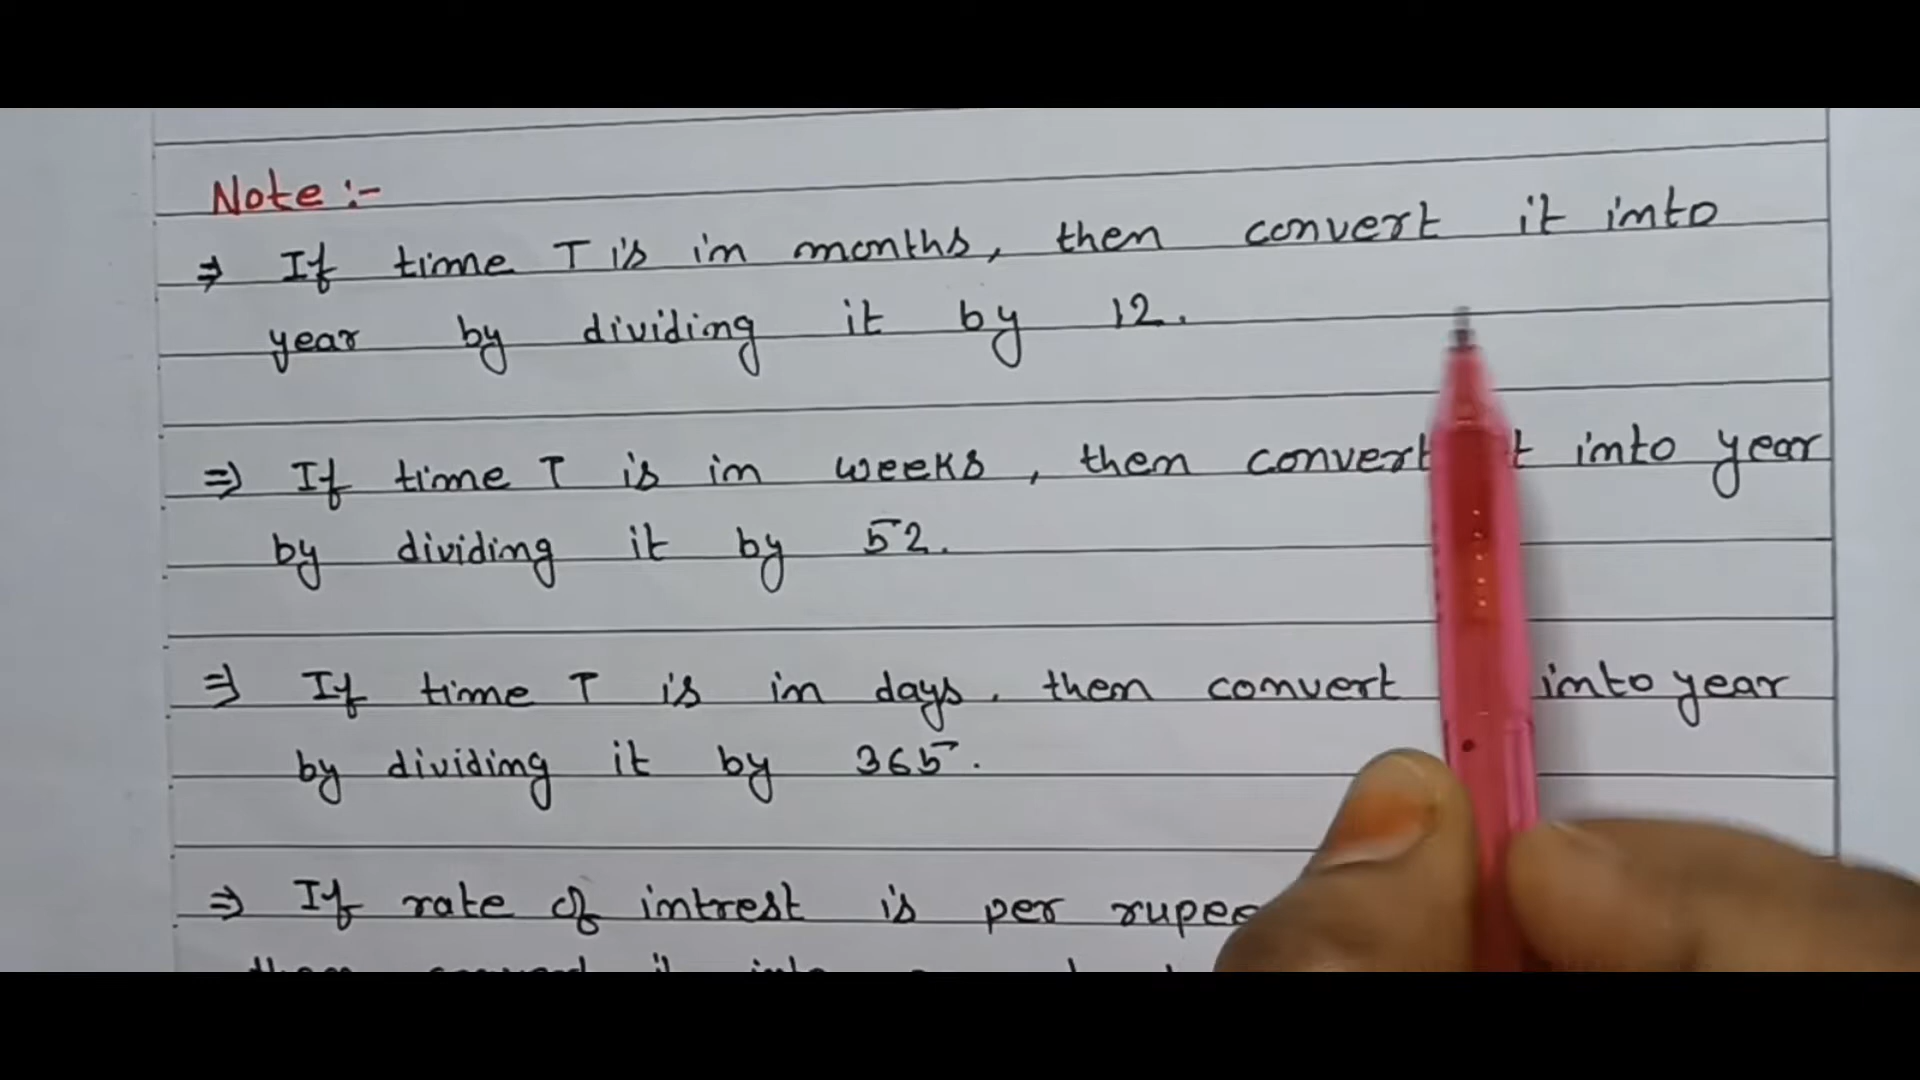 Note :-
⇒ If time T is in months, then convert it into
year by dividing it by 12.
⇒ If time T is in weeks, then convert into year
by dividing it by 52.
⇒ If time T is in days. then convert into year
by dividing it by 365.
⇒ If rate of intrest is per rupee